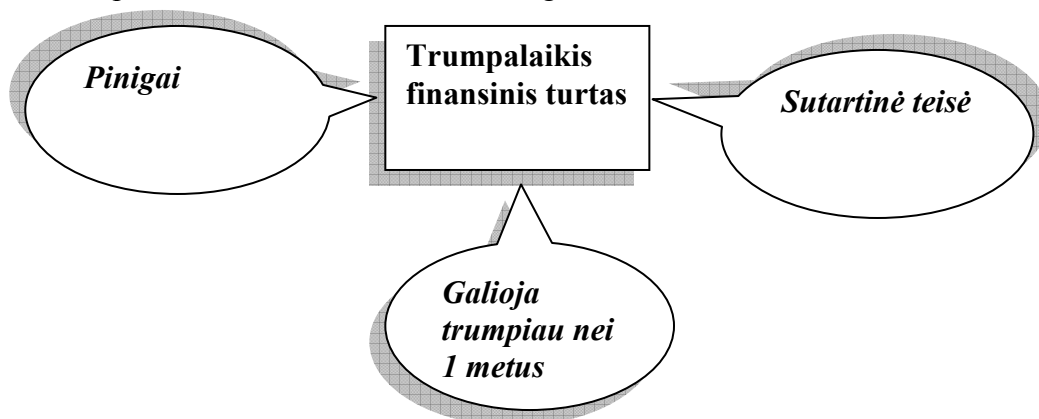 Pinigai
Trumpalaikis
finansinis turtas
Sutartinė teisė
Galioja
trumpiau nei
1 metus